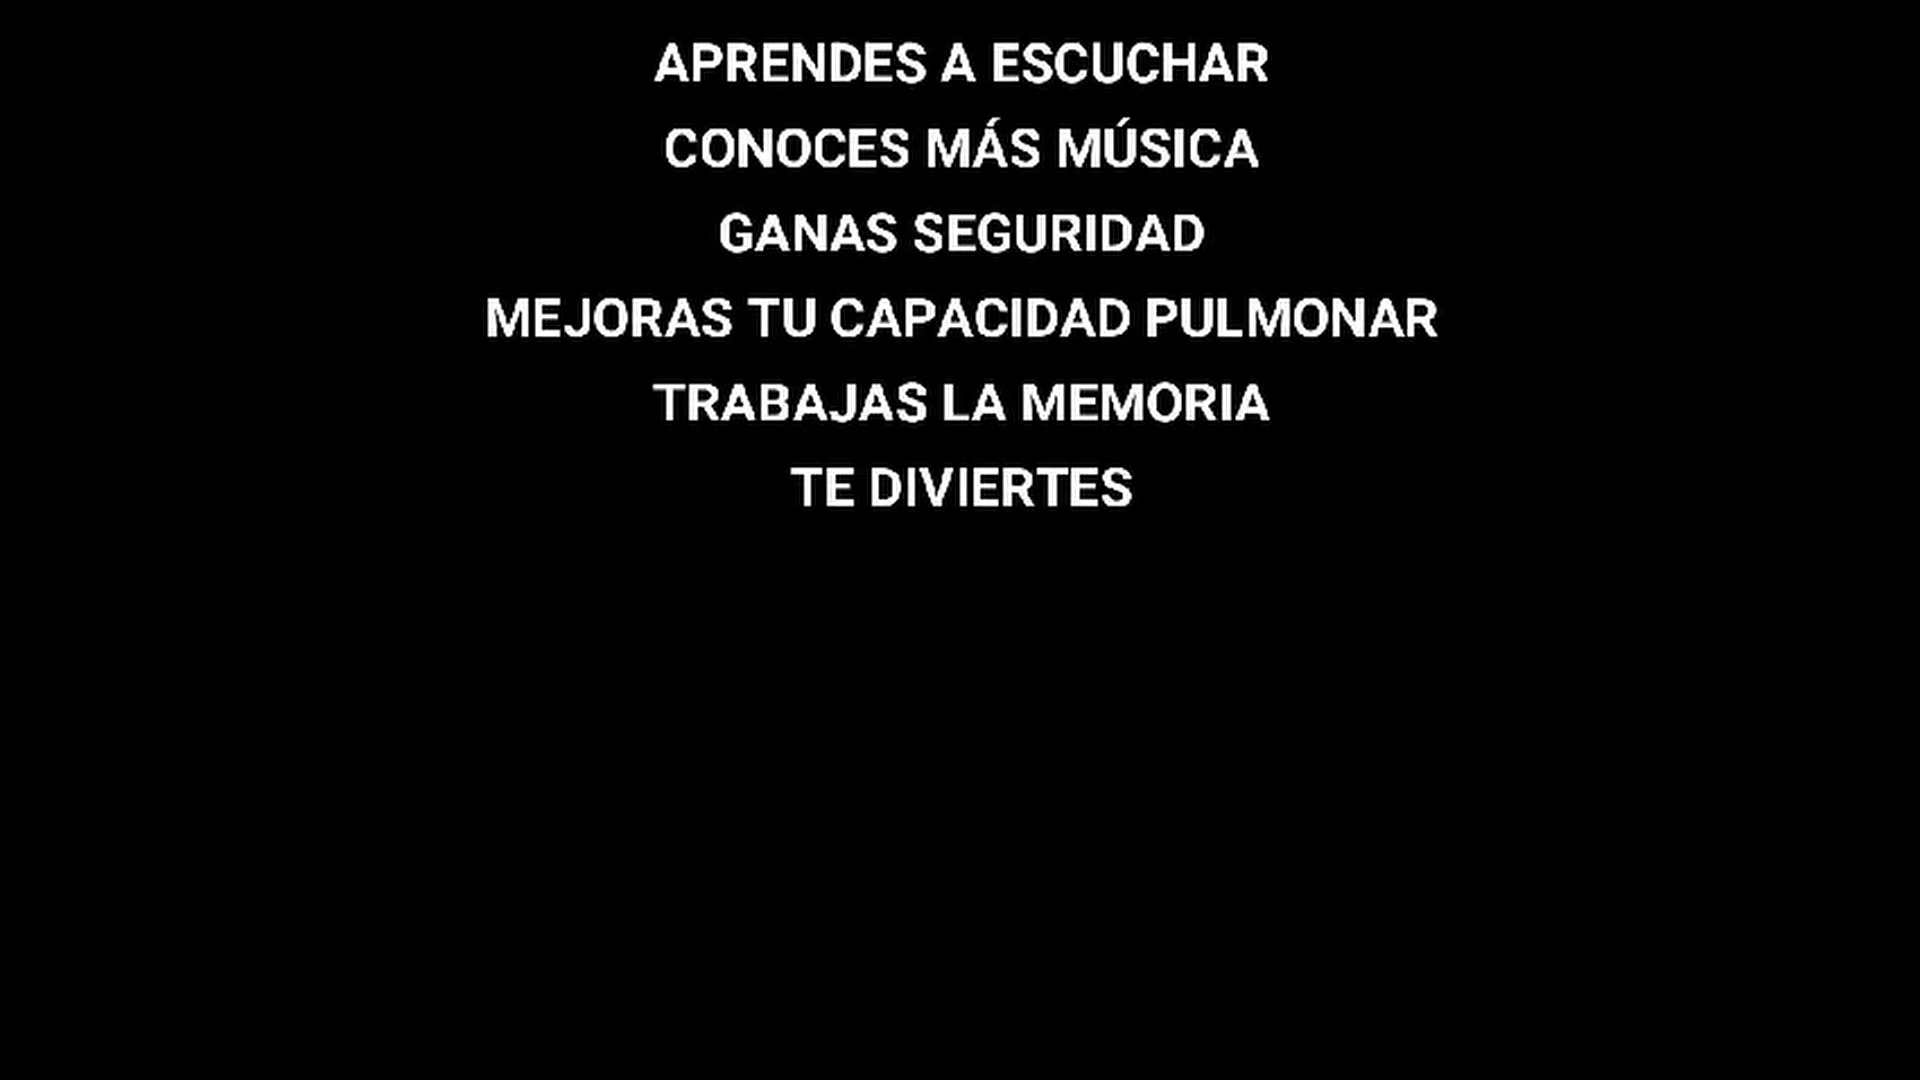 APRENDES A ESCUCHAR
CONOCES MÁS MÚSICA
GANAS SEGURIDAD
MEJORAS TU CAPACIDAD PULMONAR
TRABAJAS LA MEMORIA
TE DIVIERTES